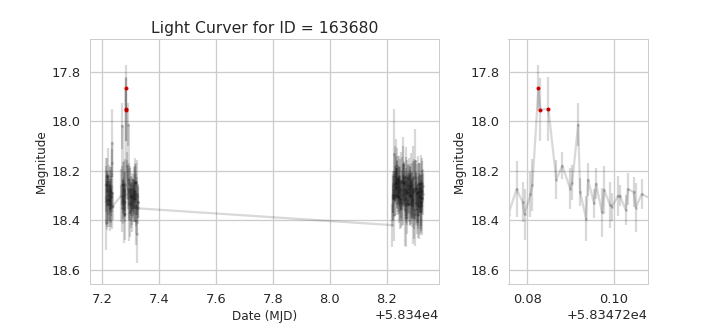 Light Curver for ID = 163680
Magnitude
17.8
18.0
18.2
18.4
18.6
7.2 7.4 7.6 7.8 8.0 8.2
Date (MJD)
+5.834e4
Magnitude
17.8
18.0
18.2
18.4
18.6
0.08 0.10
+5.83472e4